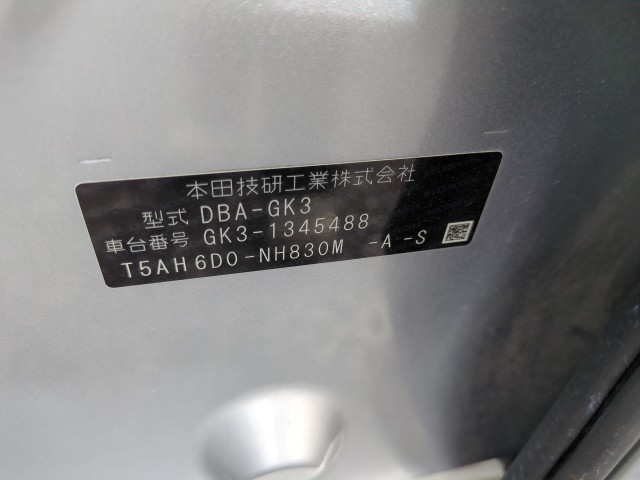 本田技研工業株式会社
型式 DBA-GK3
車台番号 GK3-1345488
T5AH6D0-NH830M -A-S